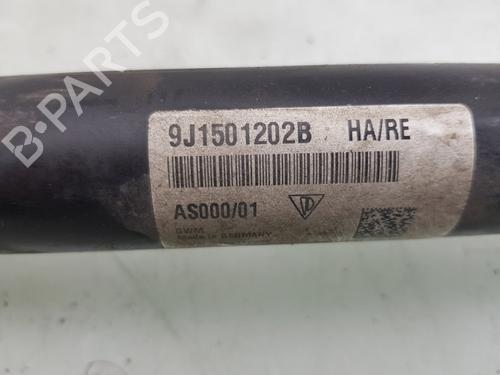 B-PARTS
9J1501202B HA/RE
AS000/01
GWM
Made in GERMANY